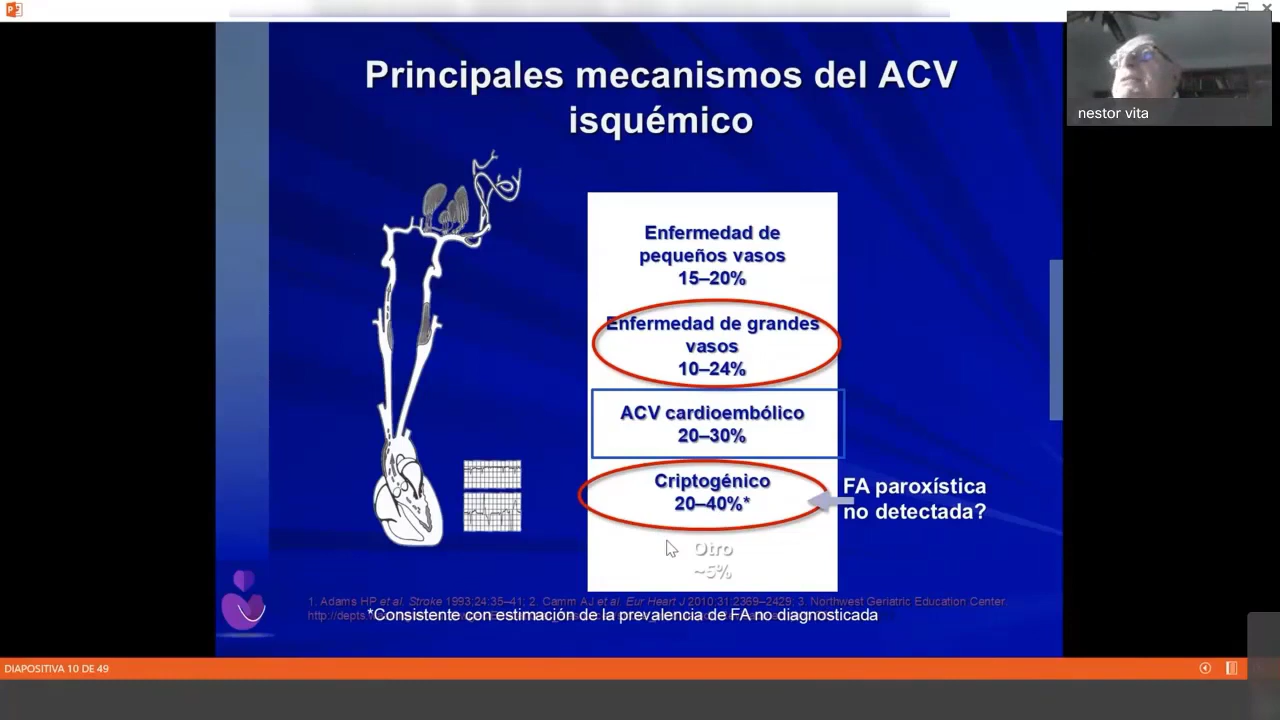 Principales mecanismos del ACV
isquémico
nestor vita
Enfermedad de
pequeños vasos
15–20%
Enfermedad de grandes
vasos
10–24%
ACV cardioembólico
20–30%
Criptogénico
20–40%*
FA paroxística
no detectada?
Otro
~5%
1. Adams HP et al. Stroke 1993;24:35–41; 2. Camm AJ et al. Eur Heart J 2010;31:2369–2429; 3. Northwest Geriatric Education Center.
*Consistente con estimación de la prevalencia de FA no diagnosticada
DIAPOSITIVA 10 DE 49